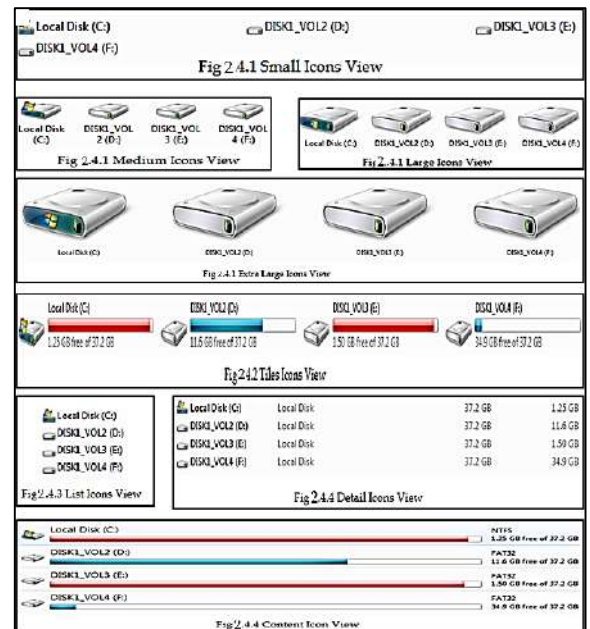 Local Disk (C:) DISK1_VOL2 (D:) DISK1_VOL3 (E:)
DISK1_VOL4 (F:)
Fig 2.4.1 Small Icons View
Local Disk (C:) DISK1_VOL2 (D:) DISK1_VOL3 (E:) DISK1_VOL4 (F:)
Fig 2.4.1 Medium Icons View
Local Disk (C:) DISK1_VOL2 (D:) DISK1_VOL3 (E:) DISK1_VOL4 (F:)
Fig 2..4.1 Large Icons View
Local Disk (C:) DISK1_VOL2 (D:) DISK1_VOL3 (E:) DISK1_VOL4 (F:)
Fig 2.4.1 Extra Large Icons View
Local Disk (C:) DISK1_VOL2 (D:) DISK1_VOL3 (E:) DISK1_VOL4 (F:)
1.25 GB free of 37.2 GB 11.6 GB free of 37.2 GB 1.50 GB free of 37.2 GB 34.9 GB free of 37.2 GB
Fig 2.4.2 Tiles Icons View
Local Disk (C:)
DISK1_VOL2 (D:)
DISK1_VOL3 (E:)
DISK1_VOL4 (F:)
Fig 2.4.3 List Icons View
Local Disk (C:) Local Disk 37.2 GB 1.25 GB
DISK1_VOL2 (D:) Local Disk 37.2 GB 11.6 GB
DISK1_VOL3 (E:) Local Disk 37.2 GB 1.50 GB
DISK1_VOL4 (F:) Local Disk 37.2 GB 34.9 GB
Fig 2.4.4 Detail Icons View
Local Disk (C:) NTFS
1.25 GB free of 37.2 GB
DISK1_VOL2 (D:) FAT32
11.6 GB free of 37.2 GB
DISK1_VOL3 (E:) FAT32
1.50 GB free of 37.2 GB
DISK1_VOL4 (F:) FAT32
34.9 GB free of 37.2 GB
Fig 2.4.4 Content Icon View